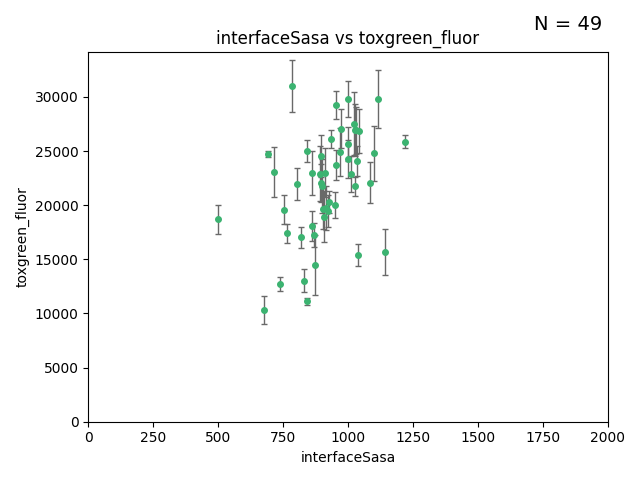 N = 49
interfaceSasa vs toxgreen_fluor
30000
25000
20000
15000
10000
5000
0
toxgreen_fluor
0 250 500 750 1000 1250 1500 1750 2000
interfaceSasa